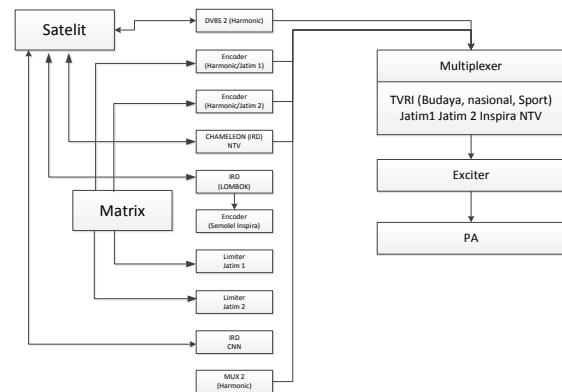 Satelit
Matrix
DVBS 2 (Harmonic)
Encoder
(Harmonic/Jatim 1)
Encoder
(Harmonic/Jatim 2)
CHAMELEON (IRD)
NTV
IRD
(LOMBOK)
Encoder
(Semolel Inspira)
Limiter
Jatim 1
Limiter
Jatim 2
IRD
CNN
MUX 2
(Harmonic)
Multiplexer
TVRI (Budaya, nasional, Sport)
Jatim1 Jatim 2 Inspira NTV
Exciter
PA